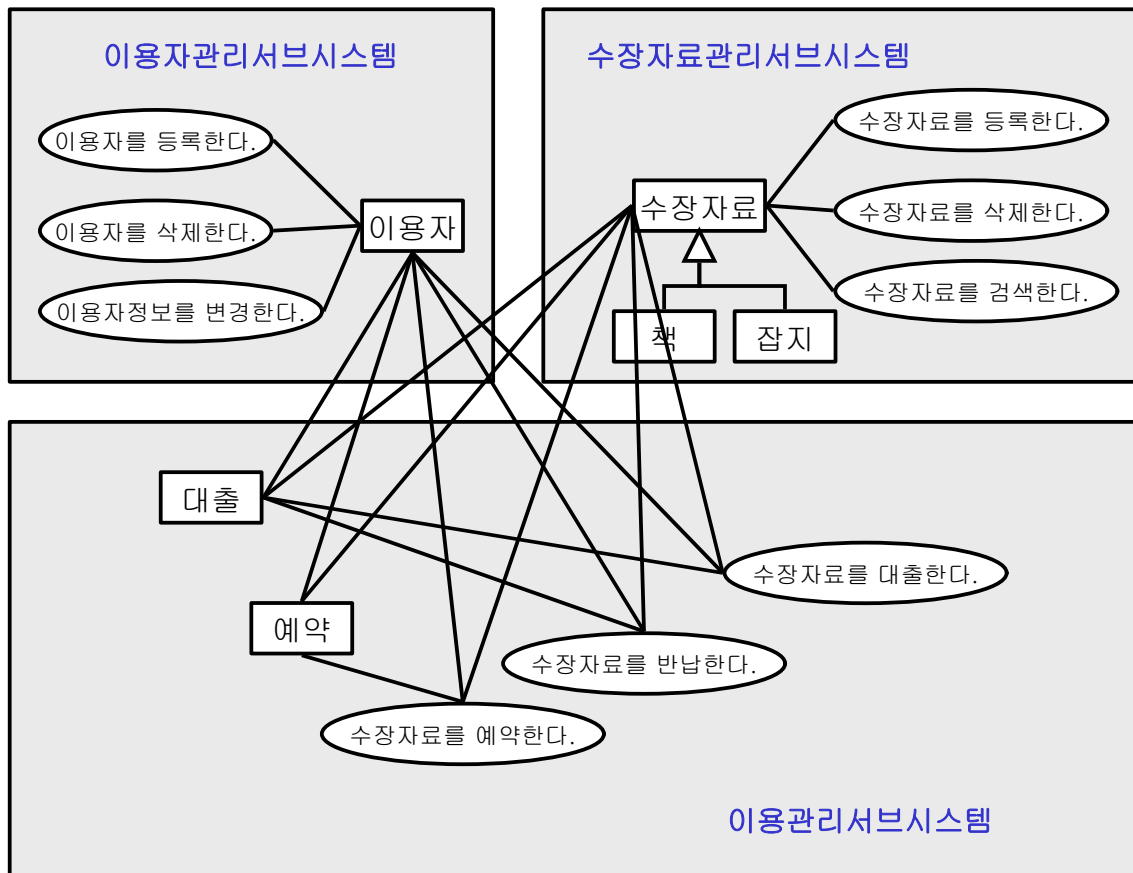 이용자관리서브시스템
이용자를 등록한다.
이용자를 삭제한다.
이용자정보를 변경한다.
이용자
수장자료관리서브시스템
수장자료를 등록한다.
수장자료를 삭제한다.
수장자료를 검색한다.
수장자료
책
잡지
대출
예약
수장자료를 대출한다.
수장자료를 반납한다.
수장자료를 예약한다.
이용관리서브시스템